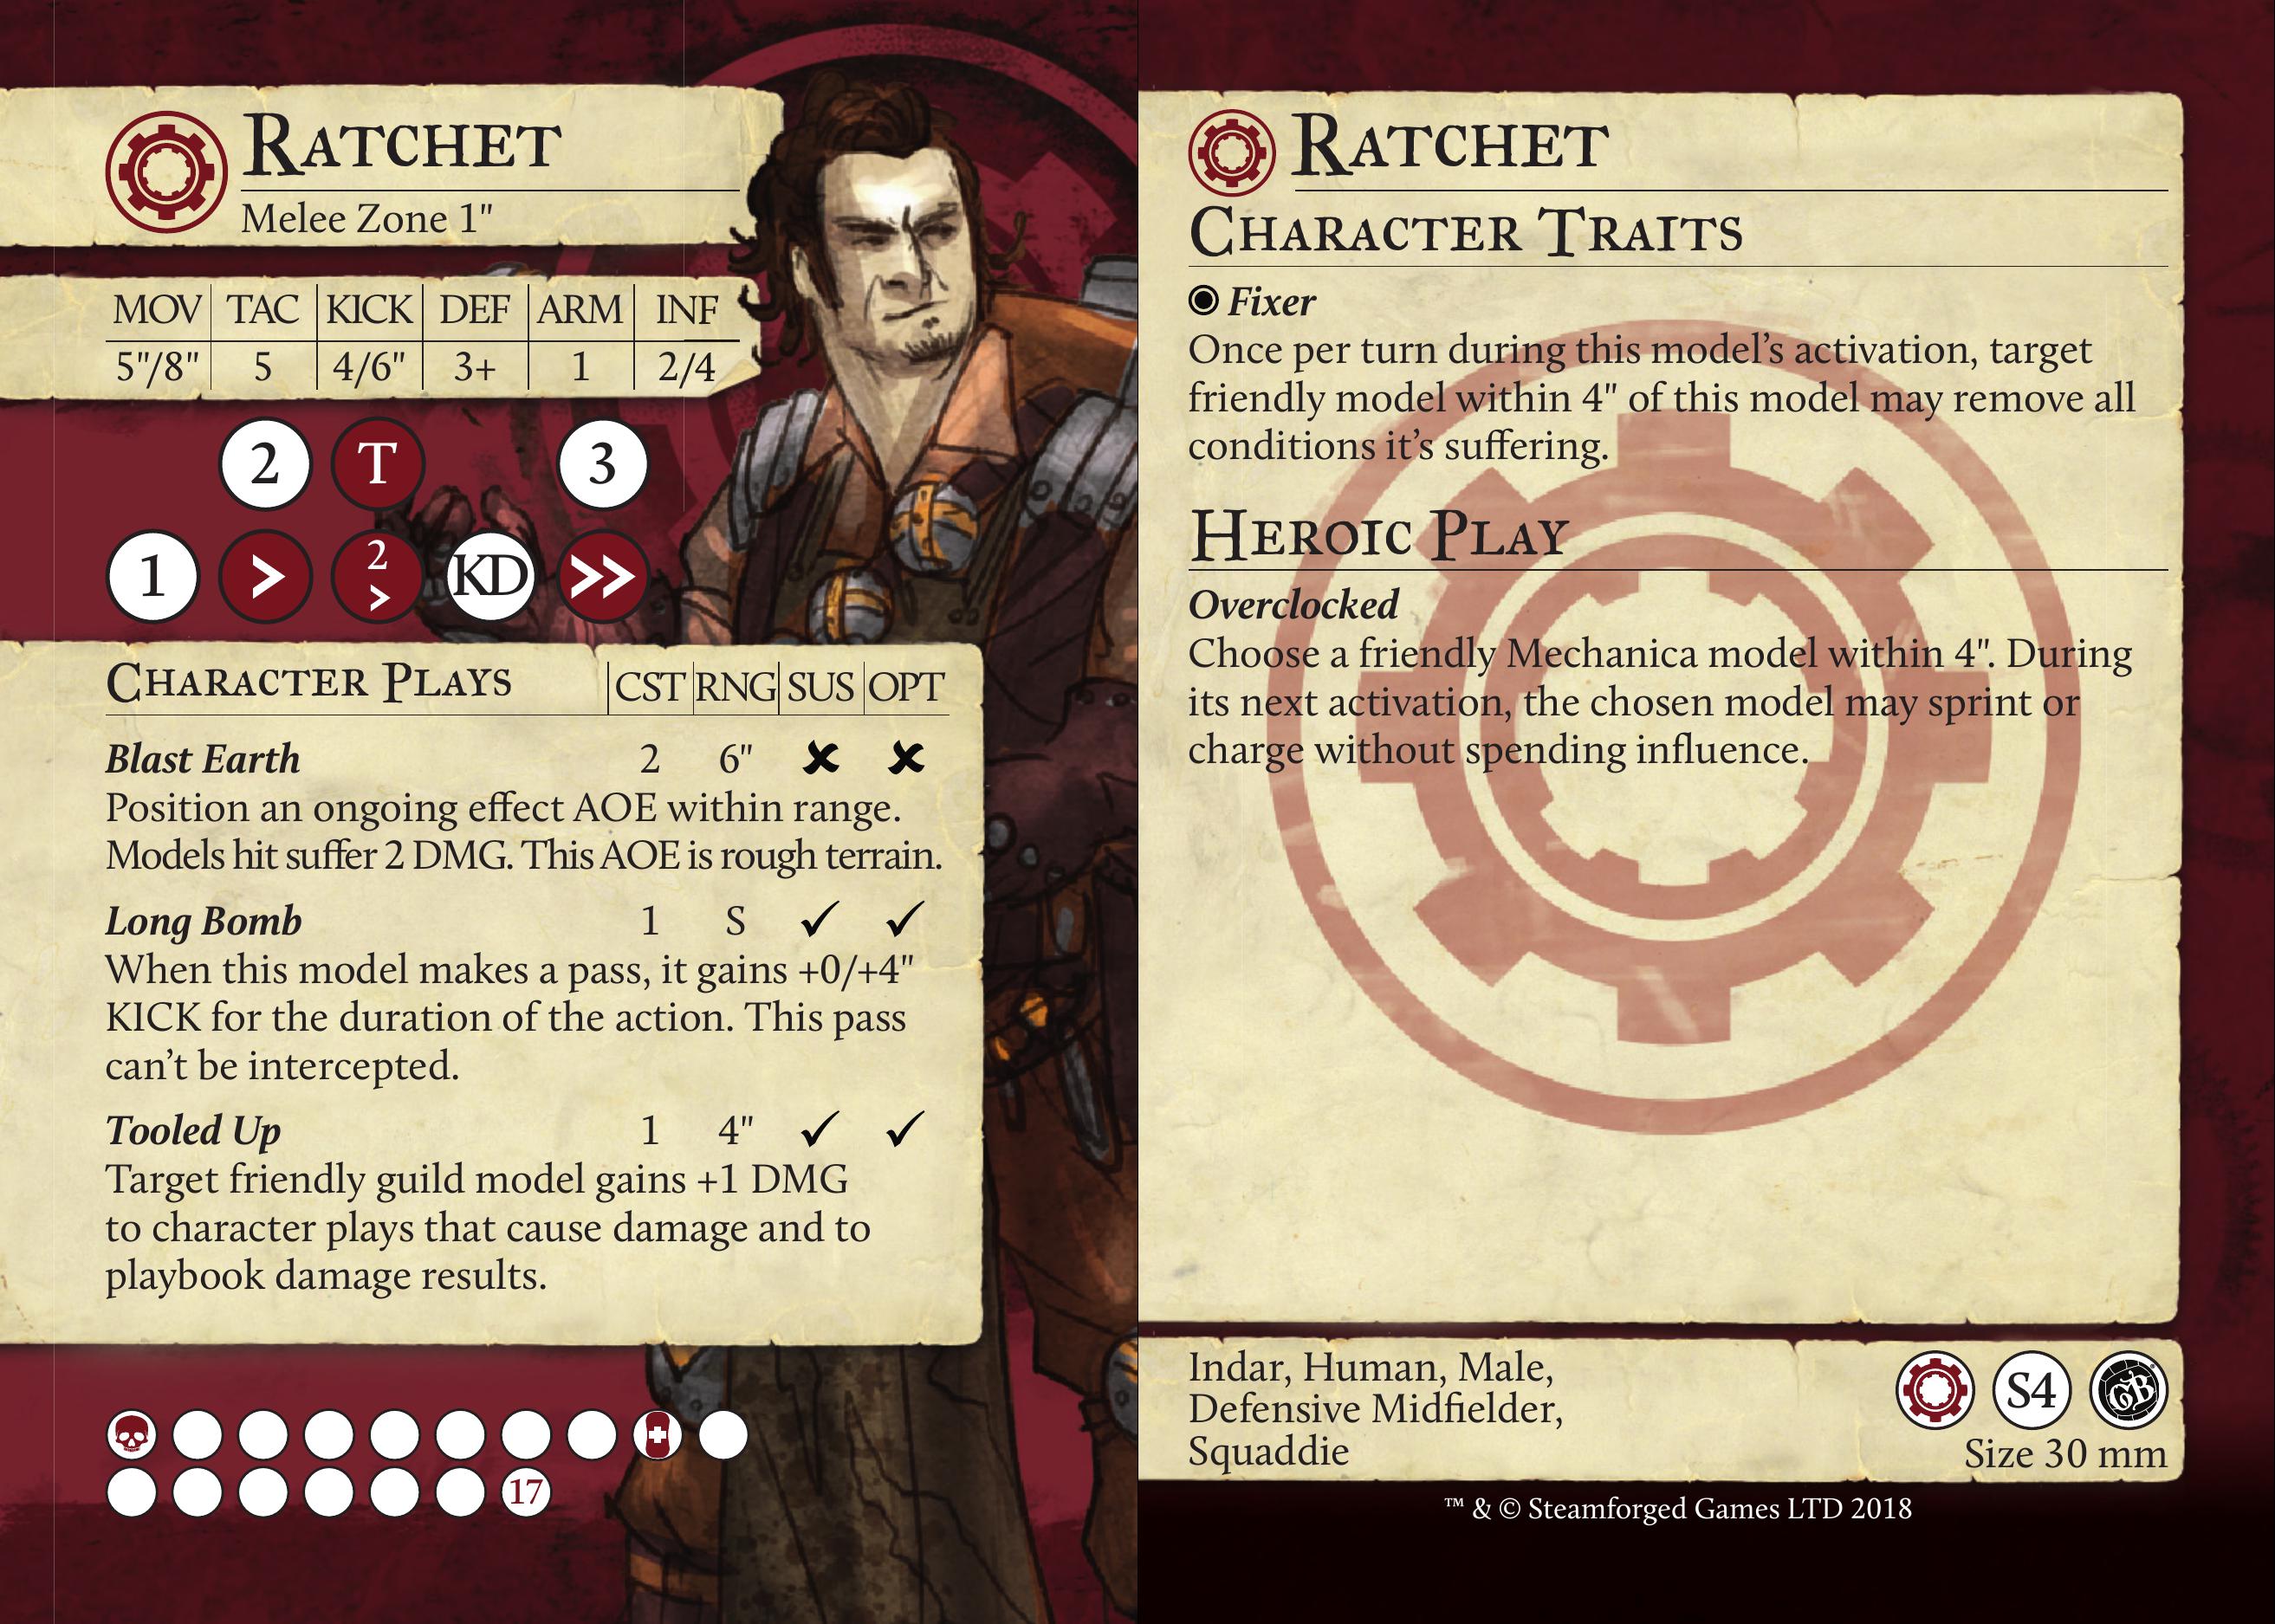 RATCHET
Melee Zone 1"
MOV TAC KICK DEF ARM INF
5"/8" 5 4/6" 3+ 1 2/4
2 T 3
1 > 2 > KD >>
CHARACTER PLAYS CST RNG SUS OPT
Blast Earth 2 6" ✘ ✘
Position an ongoing effect AOE within range.
Models hit suffer 2 DMG. This AOE is rough terrain.
Long Bomb 1 S ✓ ✓
When this model makes a pass, it gains +0/+4"
KICK for the duration of the action. This pass
can't be intercepted.
Tooled Up 1 4" ✓ ✓
Target friendly guild model gains +1 DMG
to character plays that cause damage and to
playbook damage results.
17
RATCHET
CHARACTER TRAITS
Fixer
Once per turn during this model's activation, target
friendly model within 4" of this model may remove all
conditions it's suffering.
HEROIC PLAY
Overclocked
Choose a friendly Mechanica model within 4". During
its next activation, the chosen model may sprint or
charge without spending influence.
Indar, Human, Male,
Defensive Midfielder,
Squaddie
S4 GB
Size 30 mm
™ & © Steamforged Games LTD 2018